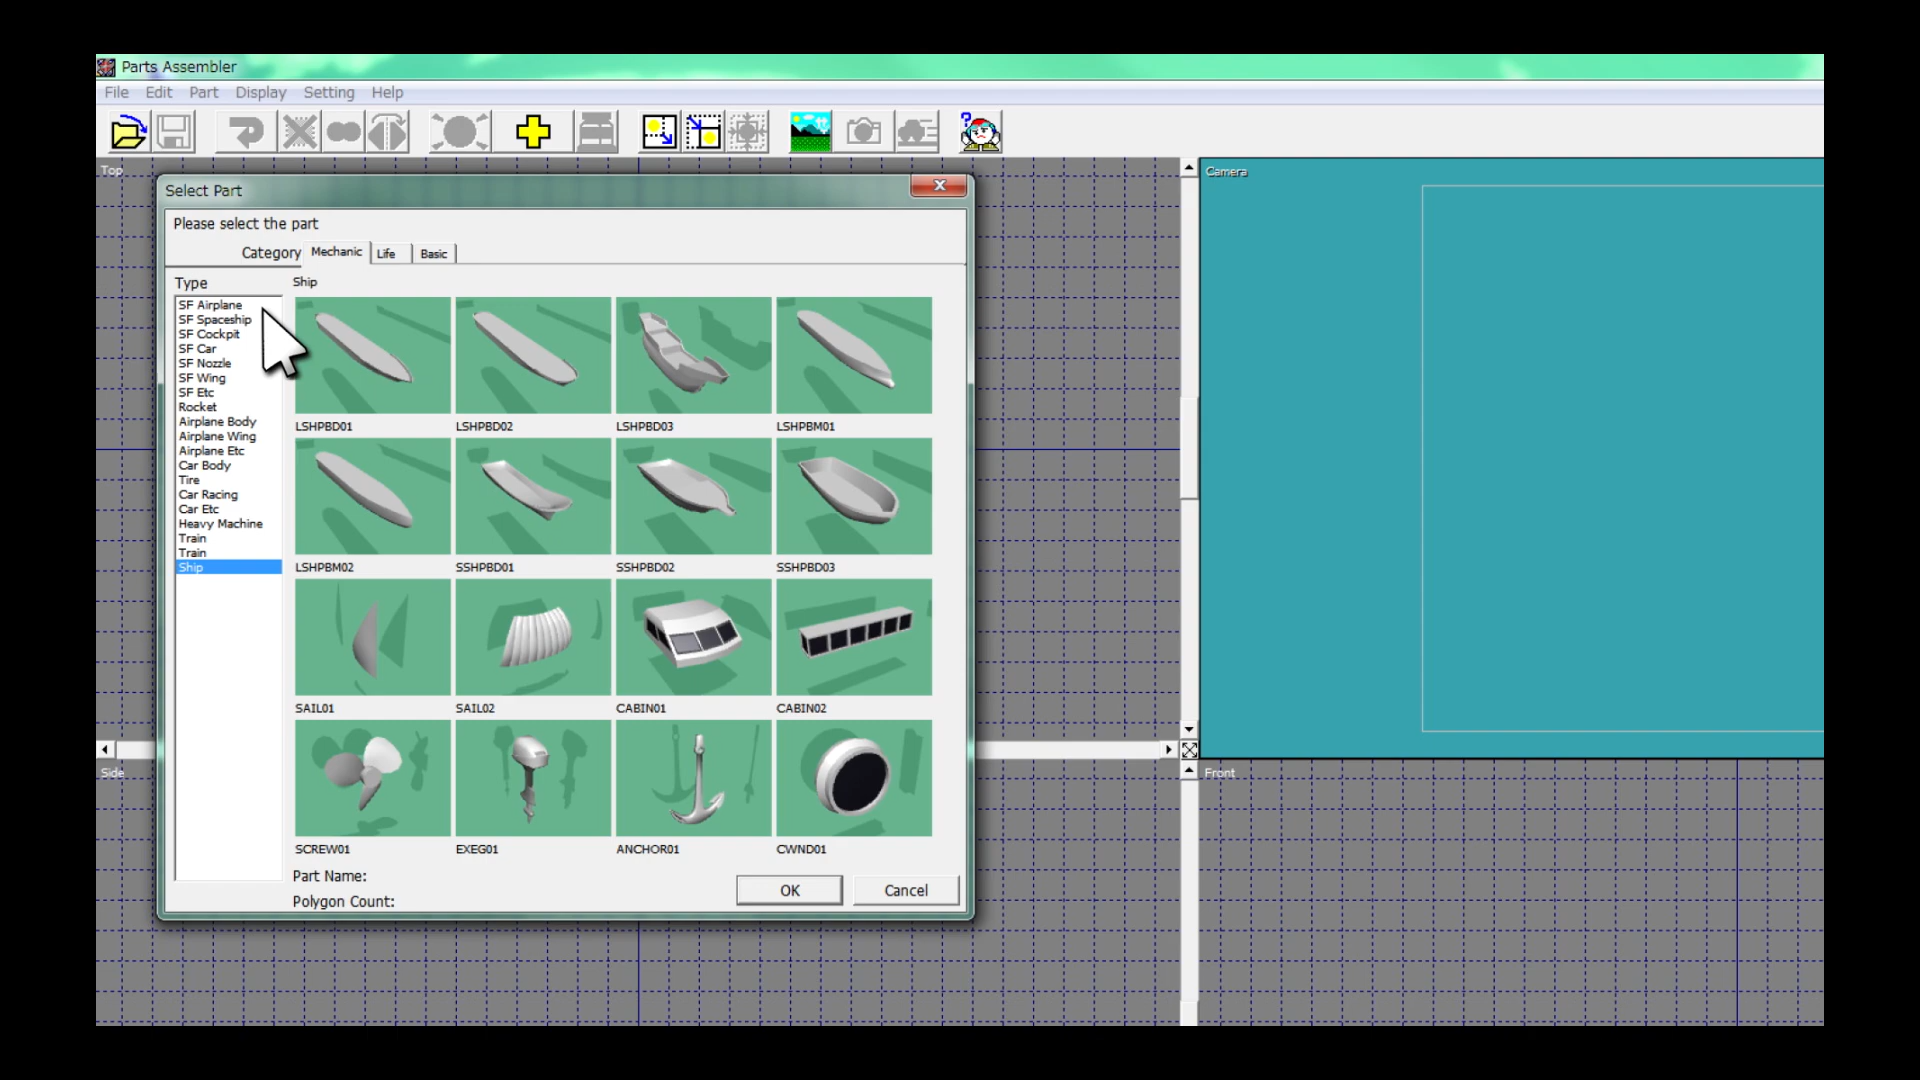 Parts Assembler
File Edit Part Display Setting Help
Top
Camera
Select Part
Please select the part
Category Mechanic Life Basic
Type
Ship
SF Airplane
SF Spaceship
SF Cockpit
SF Car
SF Nozzle
SF Wing
SF Etc
Rocket
Airplane Body
Airplane Wing
Airplane Etc
Car Body
Tire
Car Racing
Car Etc
Heavy Machine
Train
Train
Ship
LSHPBD01 LSHPBD02 LSHPBD03 LSHPBM01
LSHPBM02 SSHPBD01 SSHPBD02 SSHPBD03
SAIL01 SAIL02 CABIN01 CABIN02
SCREW01 EXEG01 ANCHOR01 CWND01
Part Name:
Polygon Count:
OK Cancel
Side
Front